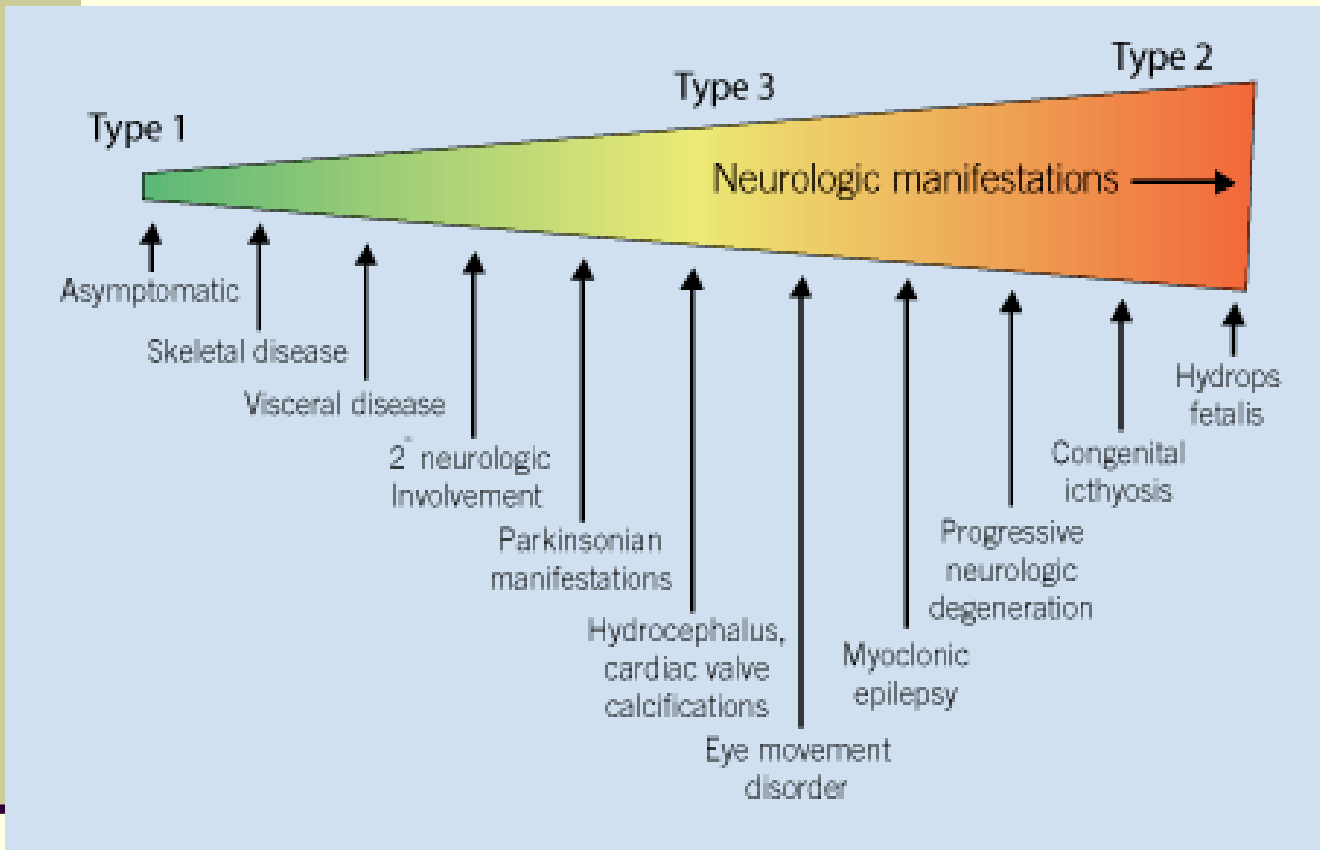 Type 1
Type 3
Type 2
Neurologic manifestations
Asymptomatic
Skeletal disease
Visceral disease
2° neurologic
Involvement
Parkinsonian
manifestations
Hydrocephalus,
cardiac valve
calcifications
Eye movement
disorder
Myoclonic
epilepsy
Progressive
neurologic
degeneration
Congenital
icthyosis
Hydrops
fetalis